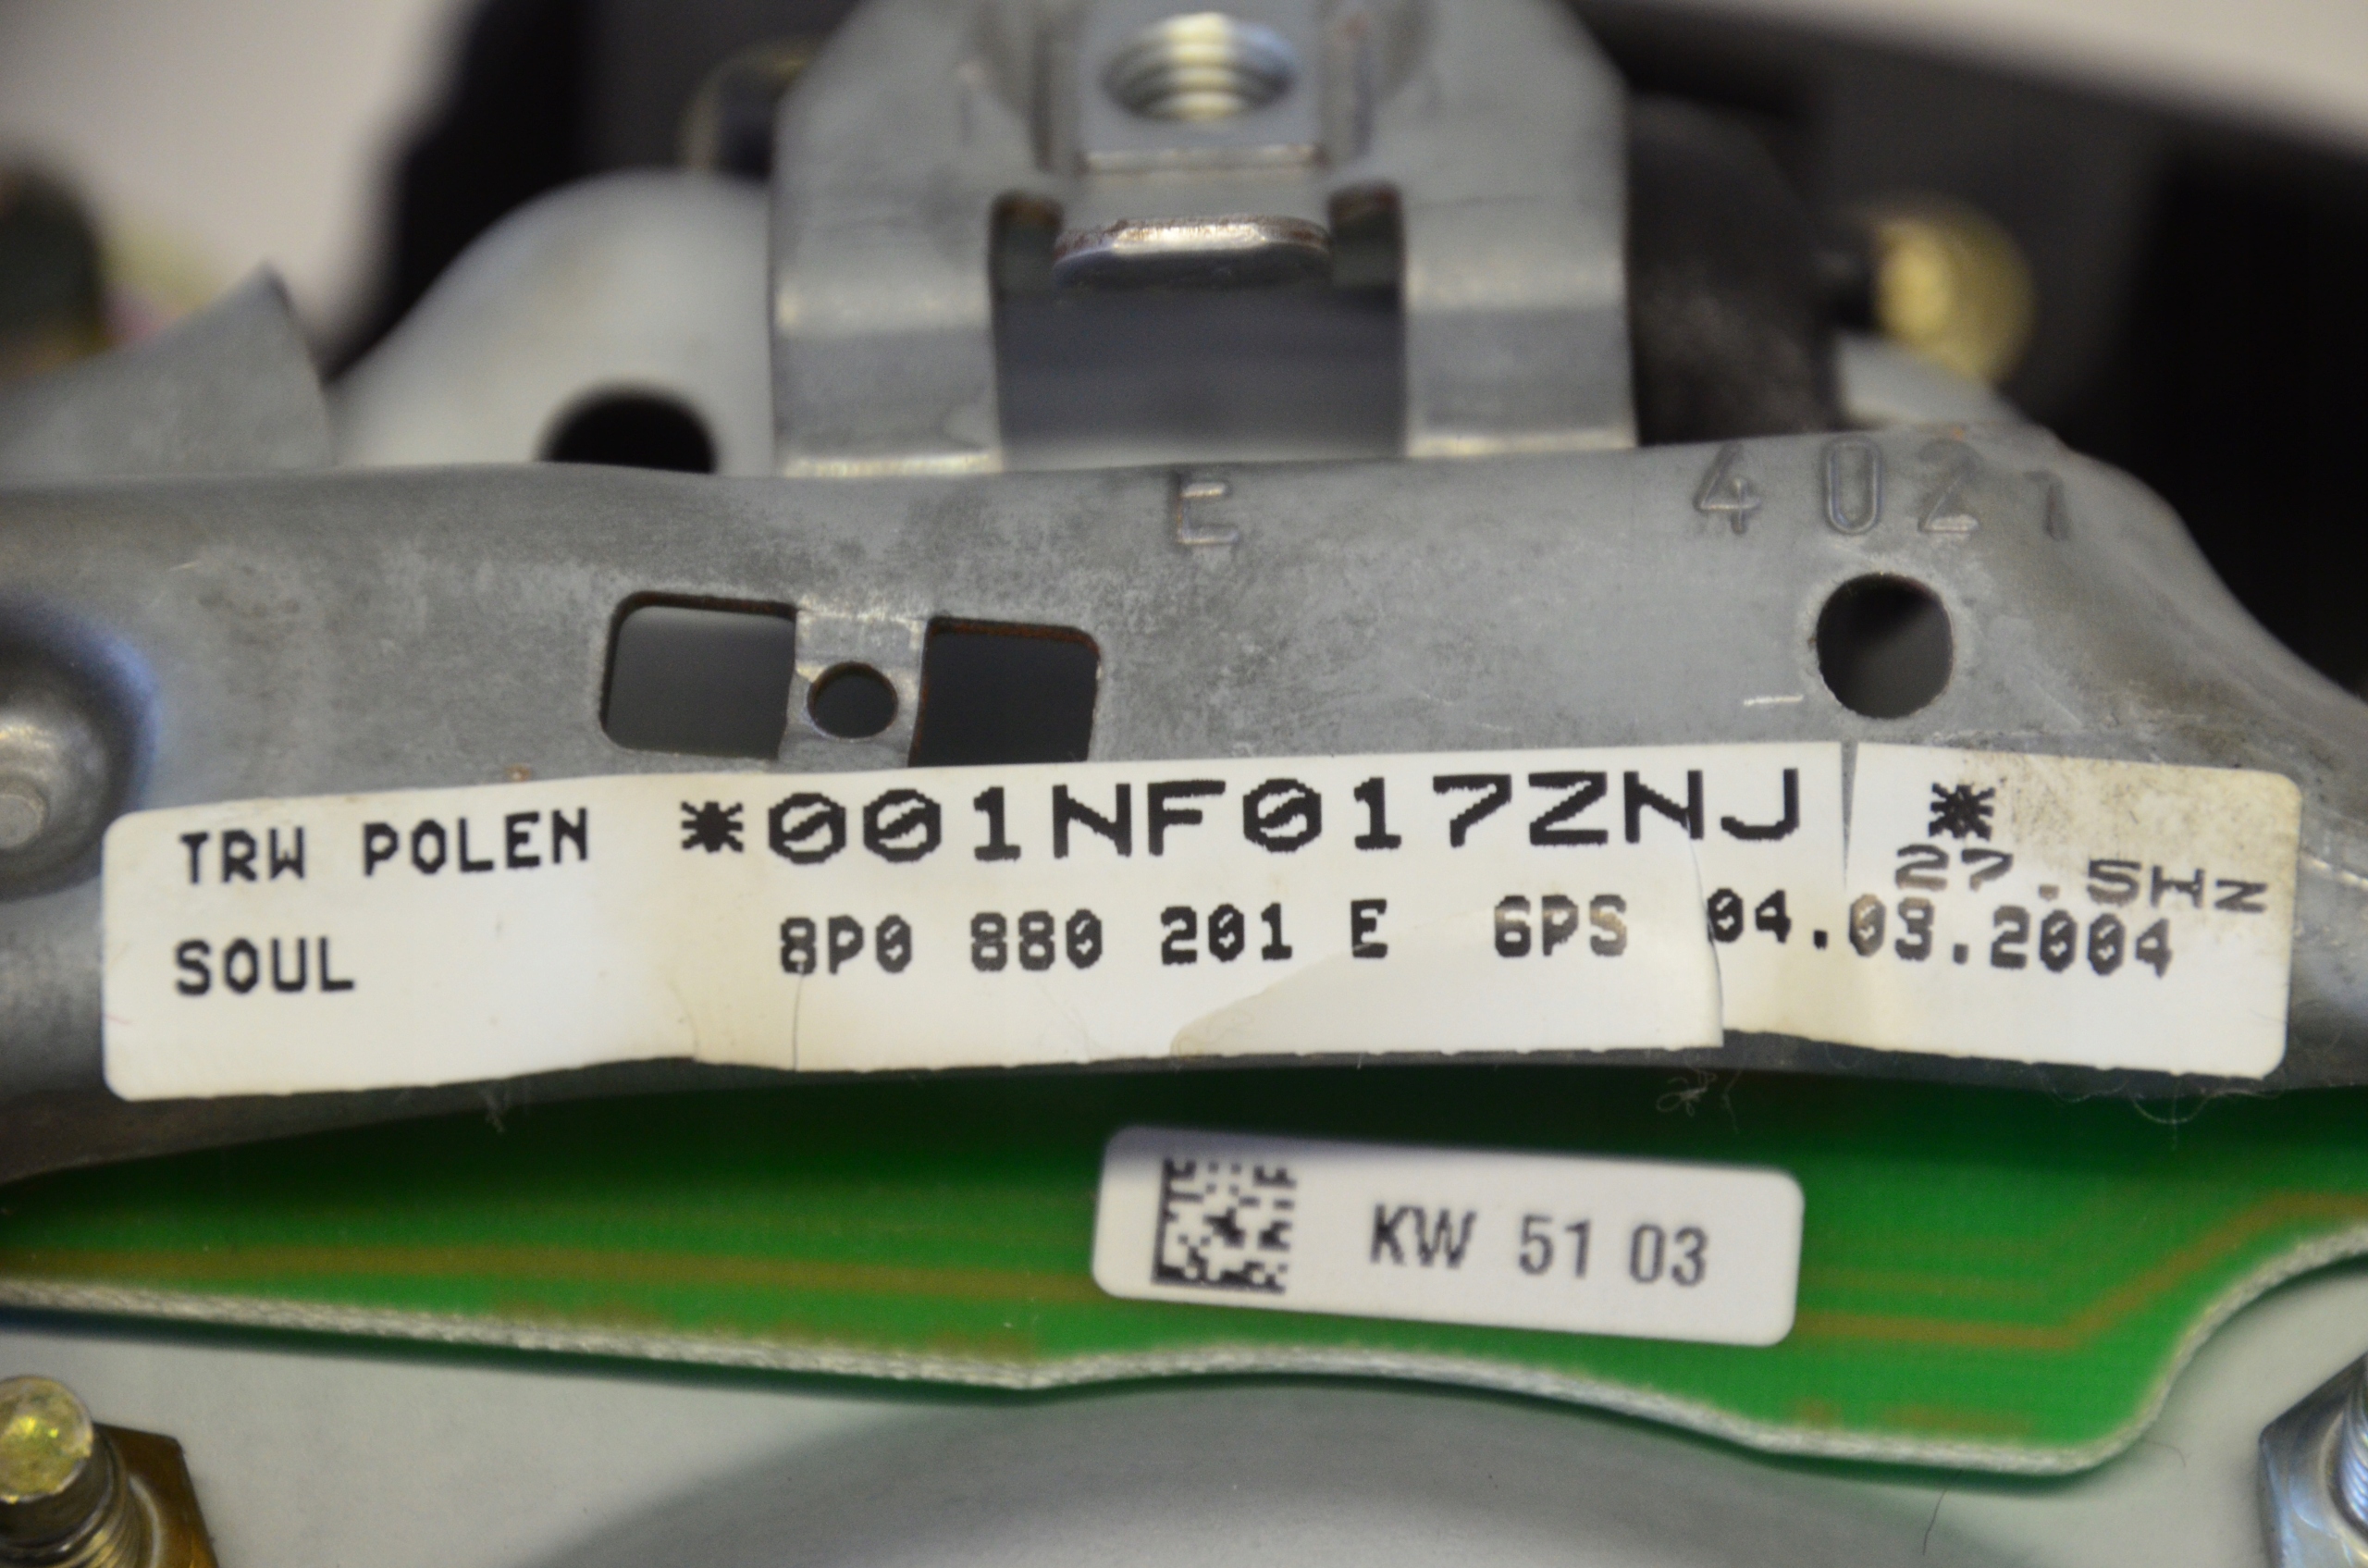 E 4021
TRW POLEN *001NF017ZNJ *
27.5Hz
SOUL 8P0 880 201 E 6PS 04.03.2004
KW 51 03